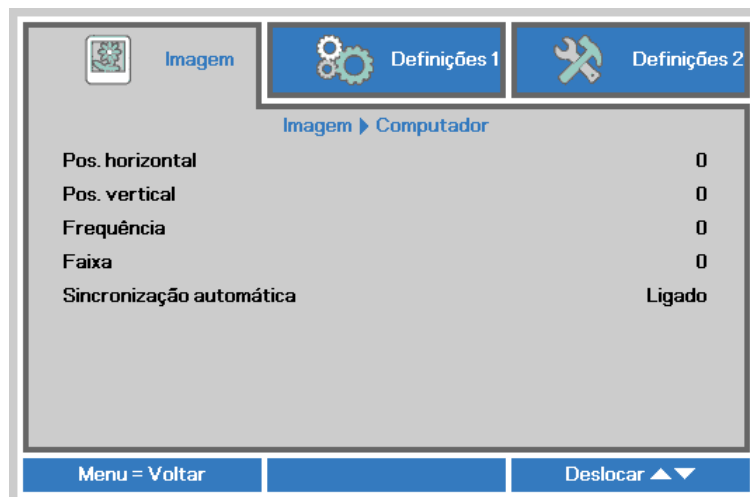 Imagem
Definições 1
Definições 2
Imagem ▶ Computador
Pos. horizontal 0
Pos. vertical 0
Frequência 0
Faixa 0
Sincronização automática Ligado
Menu = Voltar
Deslocar ▲▼